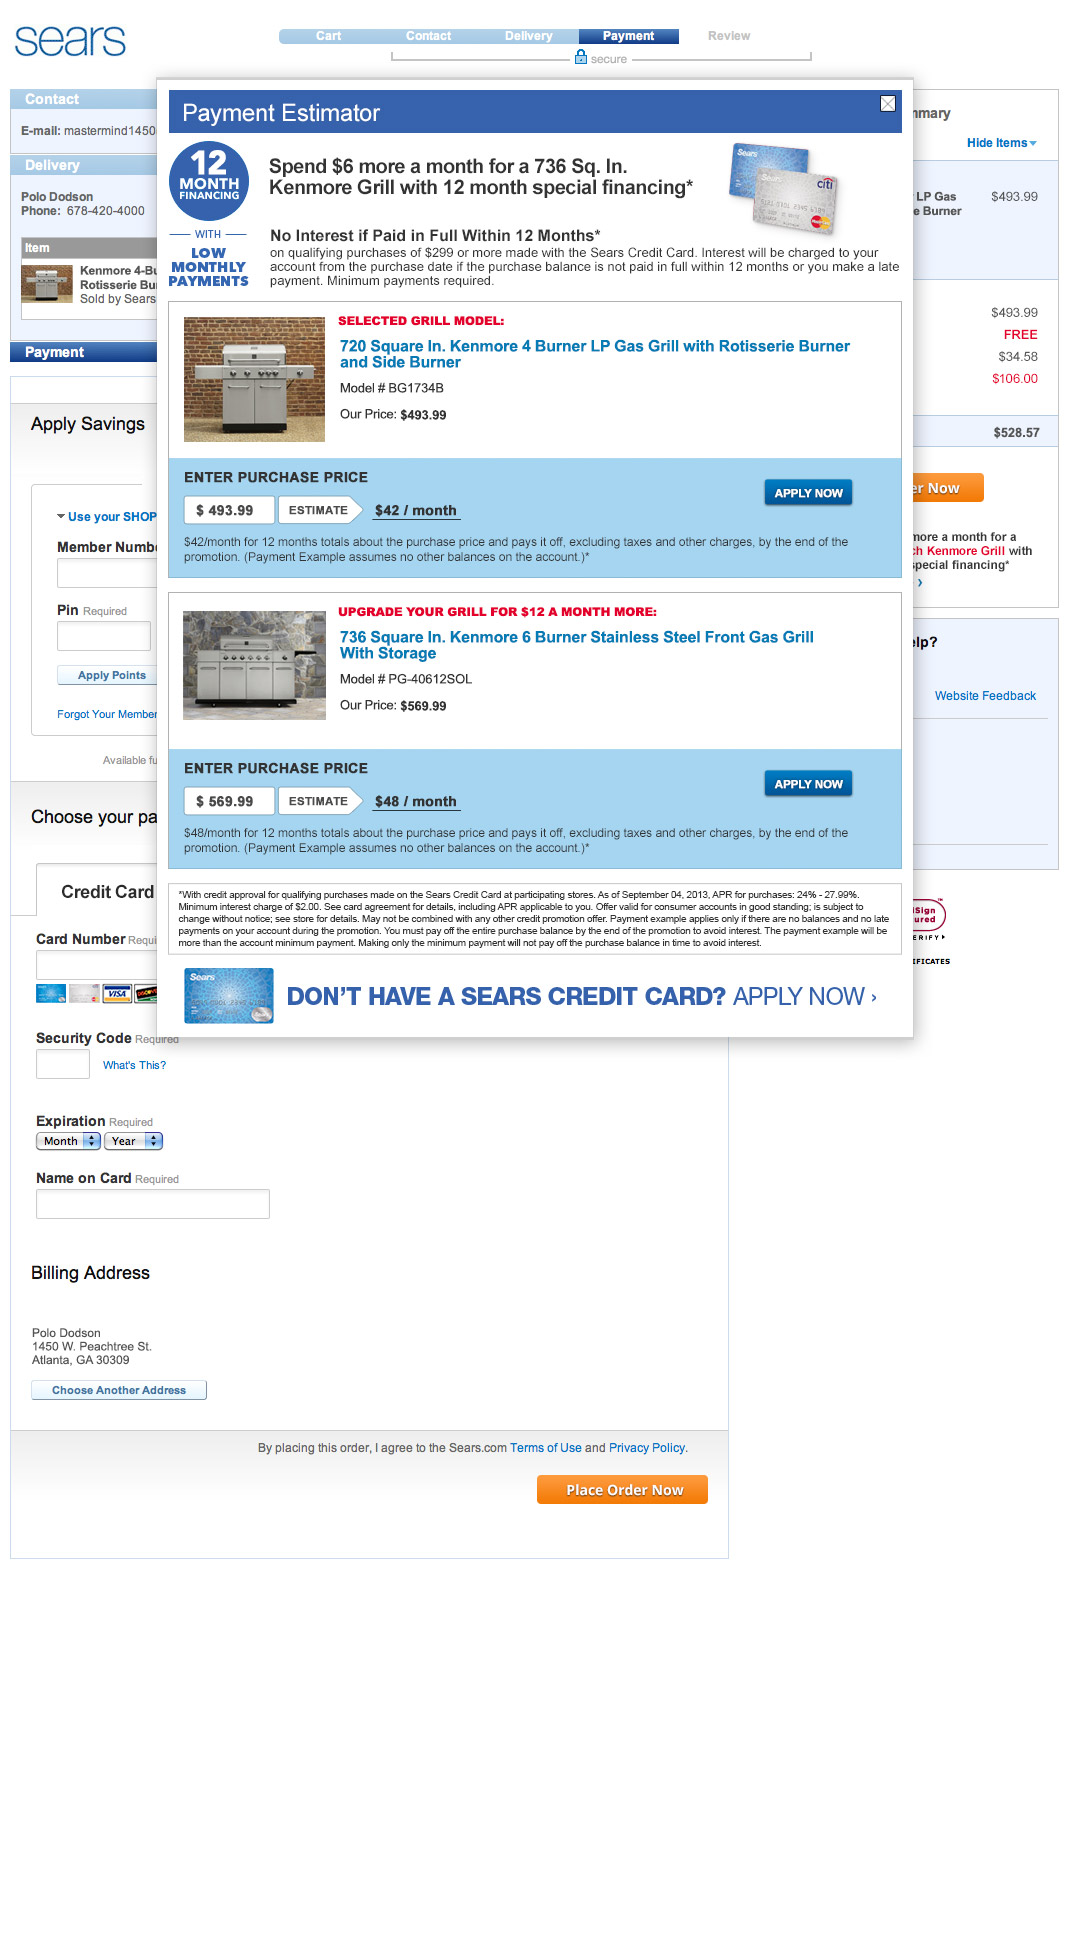 sears
Cart
Contact
Delivery
Payment
Review
secure
Contact
E-mail: mastermind1450
Delivery
Polo Dodson
Phone: 678-420-4000
Item
Kenmore 4-Bu
Rotisserie Bu
Sold by Sears
Payment
Apply Savings
Use your SHOP
Member Numb
Pin Required
Apply Points
Forgot Your Member
Available fu
Choose your pa
Credit Card
Card Number Requi
VISA
Security Code Required
What's This?
Expiration Required
Month
Year
Name on Card Required
Billing Address
Polo Dodson
1450 W. Peachtree St.
Atlanta, GA 30309
Choose Another Address
By placing this order, I agree to the Sears.com Terms of Use and Privacy Policy.
Place Order Now
Payment Estimator
12
MONTH
FINANCING
WITH
LOW
MONTHLY
PAYMENTS
Spend $6 more a month for a 736 Sq. In.
Kenmore Grill with 12 month special financing*
Sears
Sears
citi
MasterCard
No Interest if Paid in Full Within 12 Months*
on qualifying purchases of $299 or more made with the Sears Credit Card. Interest will be charged to your
account from the purchase date if the purchase balance is not paid in full within 12 months or you make a late
payment. Minimum payments required.
SELECTED GRILL MODEL:
720 Square In. Kenmore 4 Burner LP Gas Grill with Rotisserie Burner
and Side Burner
Model # BG1734B
Our Price: $493.99
ENTER PURCHASE PRICE
$ 493.99
ESTIMATE
$42 / month
APPLY NOW
$42/month for 12 months totals about the purchase price and pays it off, excluding taxes and other charges, by the end of the
promotion. (Payment Example assumes no other balances on the account.)*
UPGRADE YOUR GRILL FOR $12 A MONTH MORE:
736 Square In. Kenmore 6 Burner Stainless Steel Front Gas Grill
With Storage
Model # PG-40612SOL
Our Price: $569.99
ENTER PURCHASE PRICE
$ 569.99
ESTIMATE
$48 / month
APPLY NOW
$48/month for 12 months totals about the purchase price and pays it off, excluding taxes and other charges, by the end of the
promotion. (Payment Example assumes no other balances on the account.)*
*With credit approval for qualifying purchases made on the Sears Credit Card at participating stores. As of September 04, 2013, APR for purchases: 24% - 27.99%.
Minimum interest charge of $2.00. See card agreement for details, including APR applicable to you. Offer valid for consumer accounts in good standing; is subject to
change without notice; see store for details. May not be combined with any other credit promotion offer. Payment example applies only if there are no balances and no late
payments on your account during the promotion. You must pay off the entire purchase balance by the end of the promotion to avoid interest. The payment example will be
more than the account minimum payment. Making only the minimum payment will not pay off the purchase balance in time to avoid interest.
Sears
DON'T HAVE A SEARS CREDIT CARD? APPLY NOW ›
mmary
Hide Items
LP Gas
e Burner
$493.99
$493.99
FREE
$34.58
$106.00
$528.57
er Now
more a month for a
ch Kenmore Grill with
special financing*
›
elp?
Website Feedback
iSign
ured
ERIFY
IFICATES